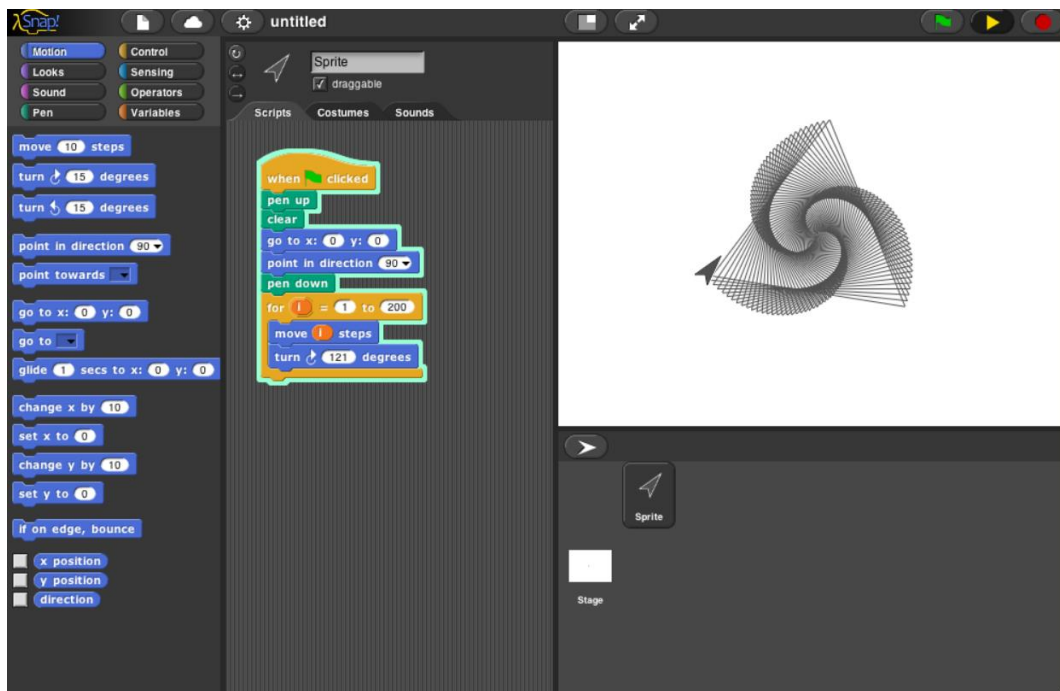 λSnap!
untitled
Motion
Control
Looks
Sensing
Sound
Operators
Pen
Variables
move 10 steps
turn 15 degrees
turn 15 degrees
point in direction 90
point towards
go to x: 0 y: 0
go to
glide 1 secs to x: 0 y: 0
change x by 10
set x to 0
change y by 10
set y to 0
if on edge, bounce
x position
y position
direction
Sprite
draggable
Scripts Costumes Sounds
when clicked
pen up
clear
go to x: 0 y: 0
point in direction 90
pen down
for i = 1 to 200
move i steps
turn 121 degrees
Sprite
Stage